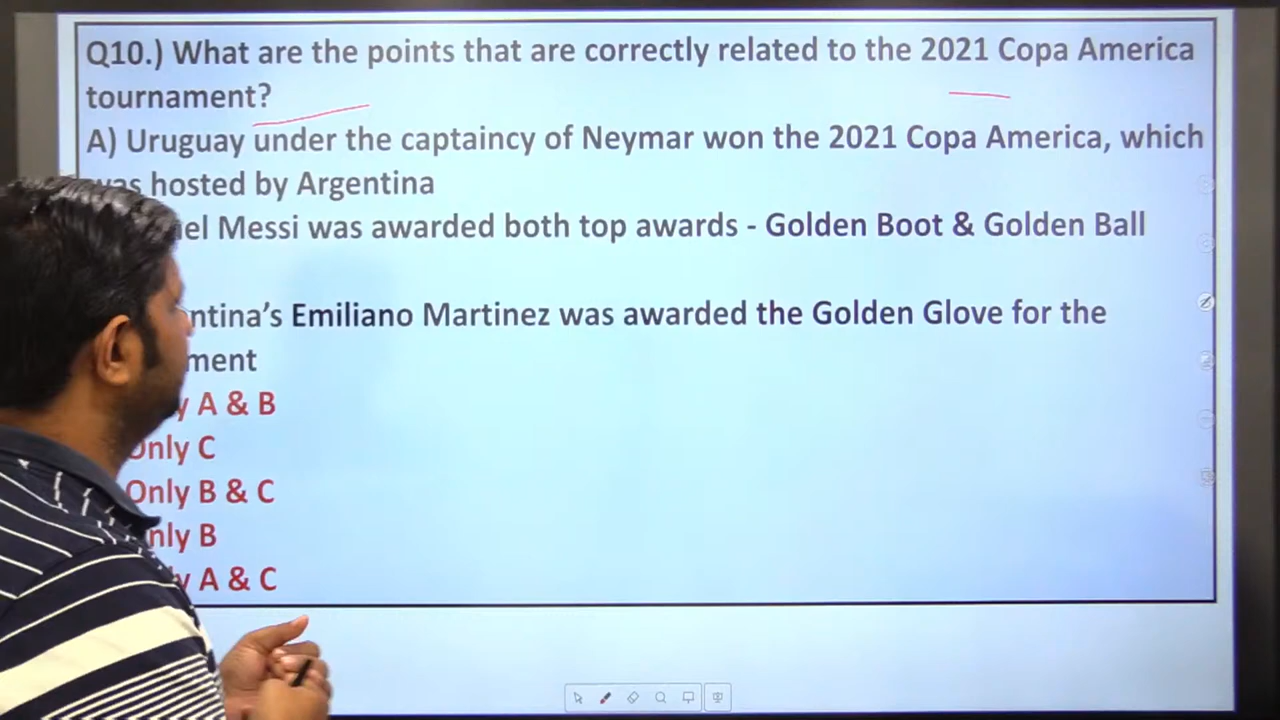 Q10.) What are the points that are correctly related to the 2021 Copa America
tournament?
A) Uruguay under the captaincy of Neymar won the 2021 Copa America, which
was hosted by Argentina
Messi was awarded both top awards - Golden Boot & Golden Ball
Emiliano Martinez was awarded the Golden Glove for the
A & B
Only C
Only B & C
Only B
A & C